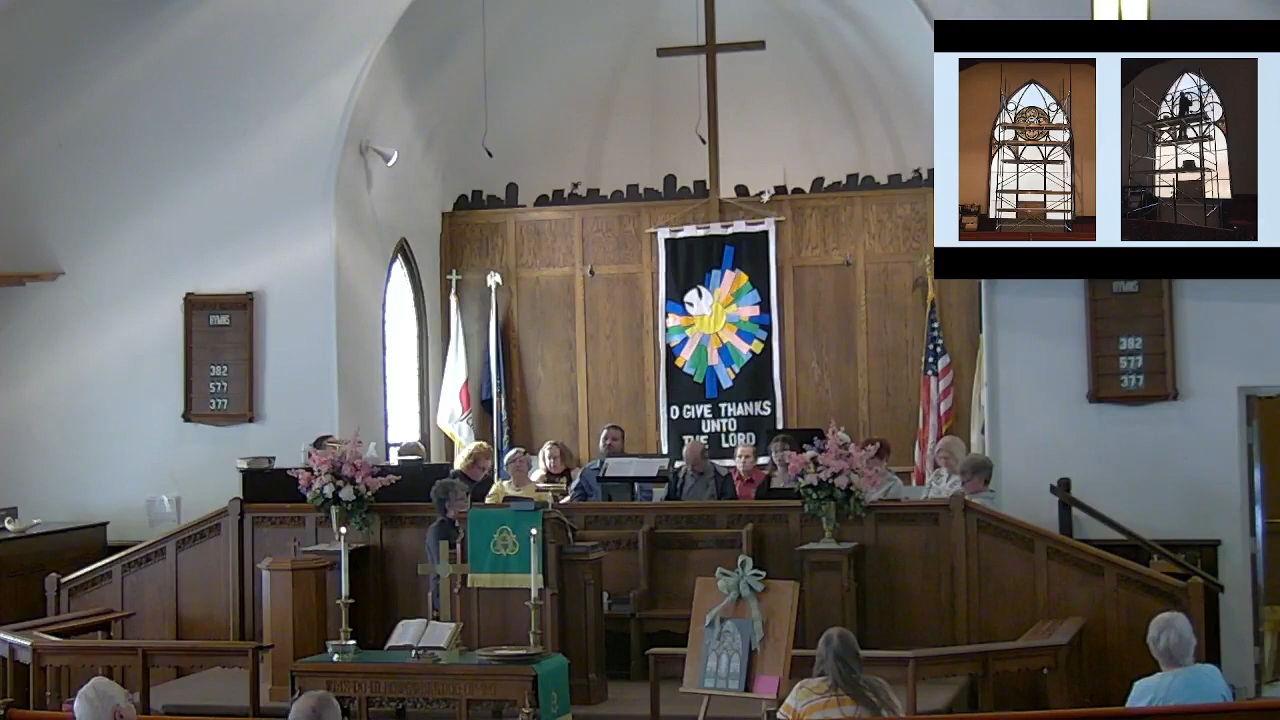 HYMNS
382
577
377
O GIVE THANKS
UNTO
THE LORD
HYMNS
382
577
377